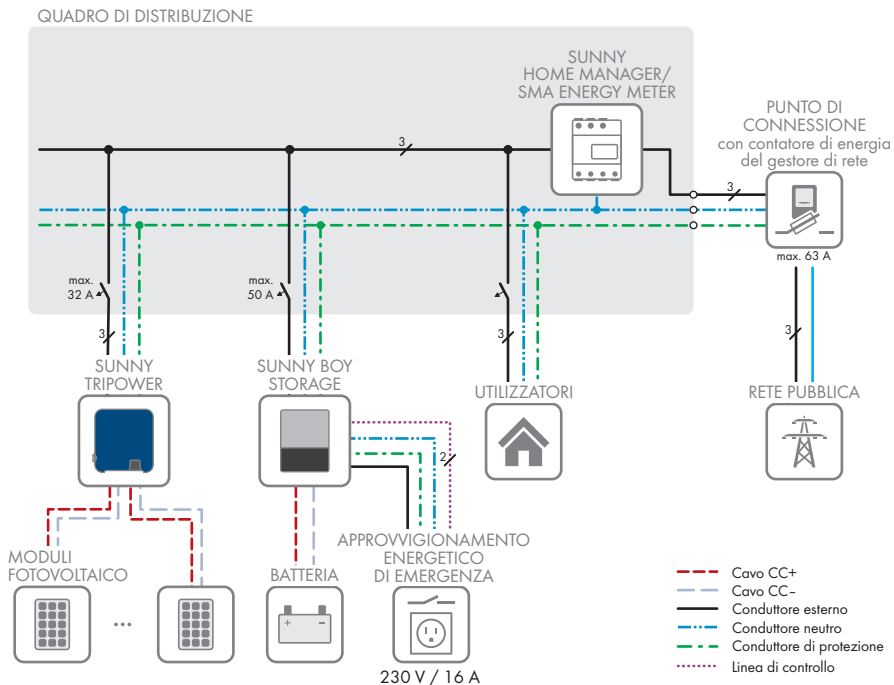 QUADRO DI DISTRIBUZIONE
SUNNY
HOME MANAGER/
SMA ENERGY METER
PUNTO DI
CONNESSIONE
con contatore di energia
del gestore di rete
3
3
max. 63 A
max.
32 A
max.
50 A
3
3
3
SUNNY
TRIPOWER
SUNNY BOY
STORAGE
UTILIZZATORI
RETE PUBBLICA
2
MODULI
FOTOVOLTAICO
...
BATTERIA
APPROVVIGIONAMENTO
ENERGETICO
DI EMERGENZA
230 V / 16 A
Cavo CC+
Cavo CC–
Conduttore esterno
Conduttore neutro
Conduttore di protezione
Linea di controllo